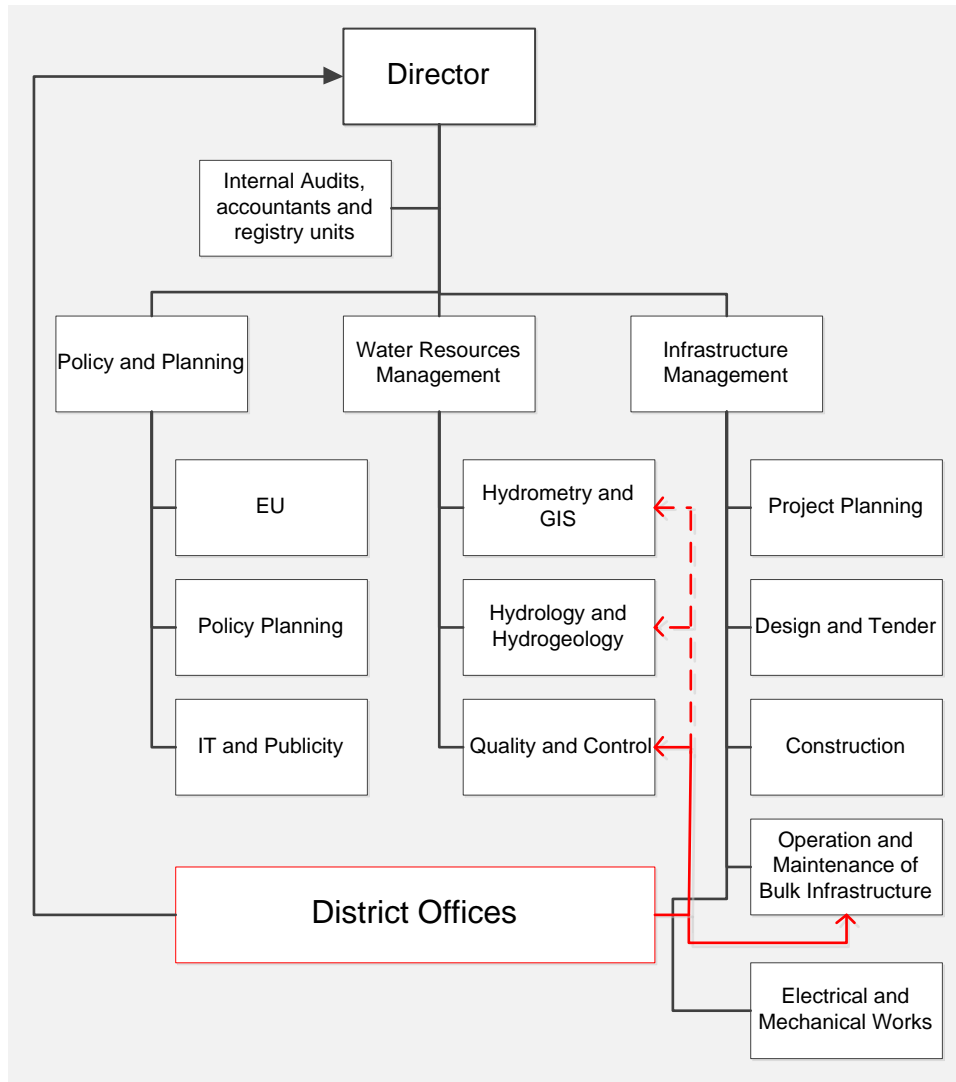 Director
Internal Audits,
accountants and
registry units
Policy and Planning
Water Resources
Management
Infrastructure
Management
EU
Hydrometry and
GIS
Project Planning
Policy Planning
Hydrology and
Hydrogeology
Design and Tender
IT and Publicity
Quality and Control
Construction
Operation and
Maintenance of
Bulk Infrastructure
District Offices
Electrical and
Mechanical Works